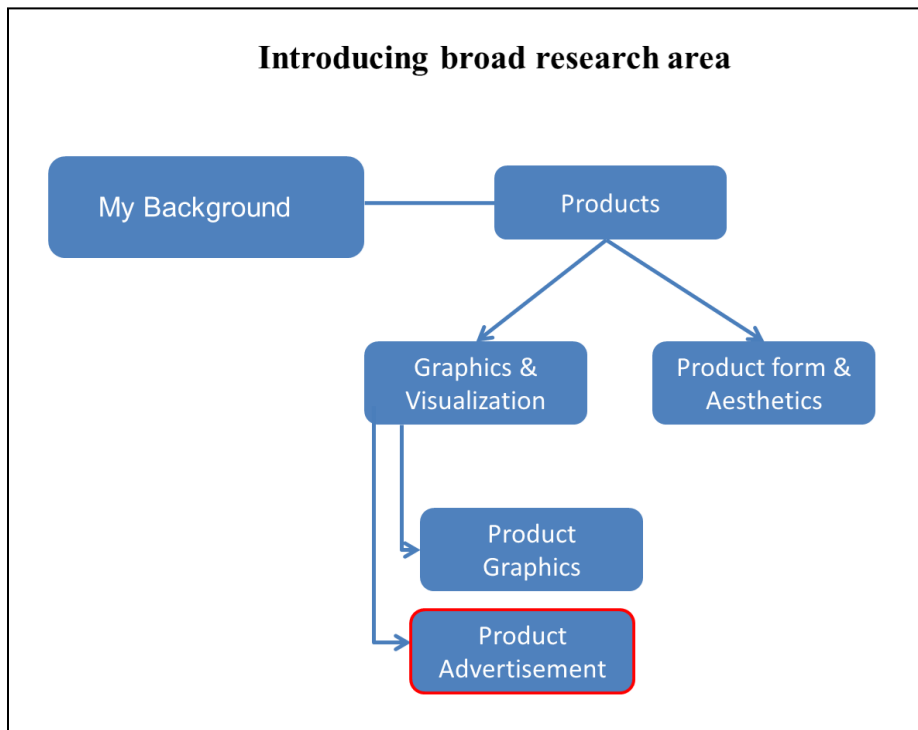 Introducing broad research area
My Background
Products
Graphics &
Visualization
Product form &
Aesthetics
Product
Graphics
Product
Advertisement